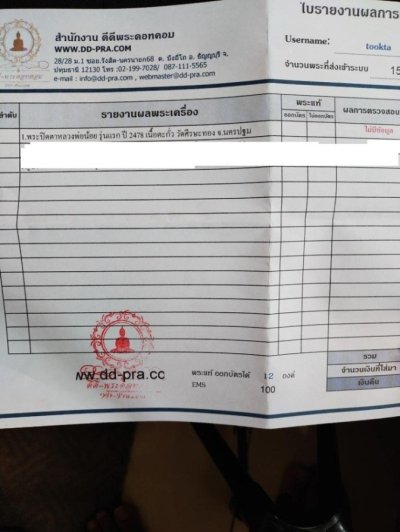 ใบรายงานผลการ
สำนักงาน ดีดีพระดอทคอม
WWW.DD-PRA.COM
28/28 ม.1 ซอย.รังสิต-นครนายก68 ต. บึงยี่โถ อ. ธัญญบุรี จ.
ปทุมธานี 12130 โทร :02-199-7028/ 087-111-5565
e-mail : info@dd-pra.com , webmaster@dd-pra.com
Username: tookta
จำนวนพระที่ส่งเข้าระบบ 15
ลำดับ
รายงานผลพระเครื่อง
พระแท้
ออกบัตร ไม่ออกบัตร
ผลการตรวจสอบ
1.พระปิดตาหลวงพ่อน้อย รุ่นแรก ปี 2478 เนื้อตะกั่ว วัดศีรษะทอง จ.นครปฐม
ไม่มีข้อมูล
รวม
จำนวนเงินที่ใส่มา
เงินคืน
พระแท้ ออกบัตรได้ 12 องค์
EMS 100
ww.dd-pra.cc